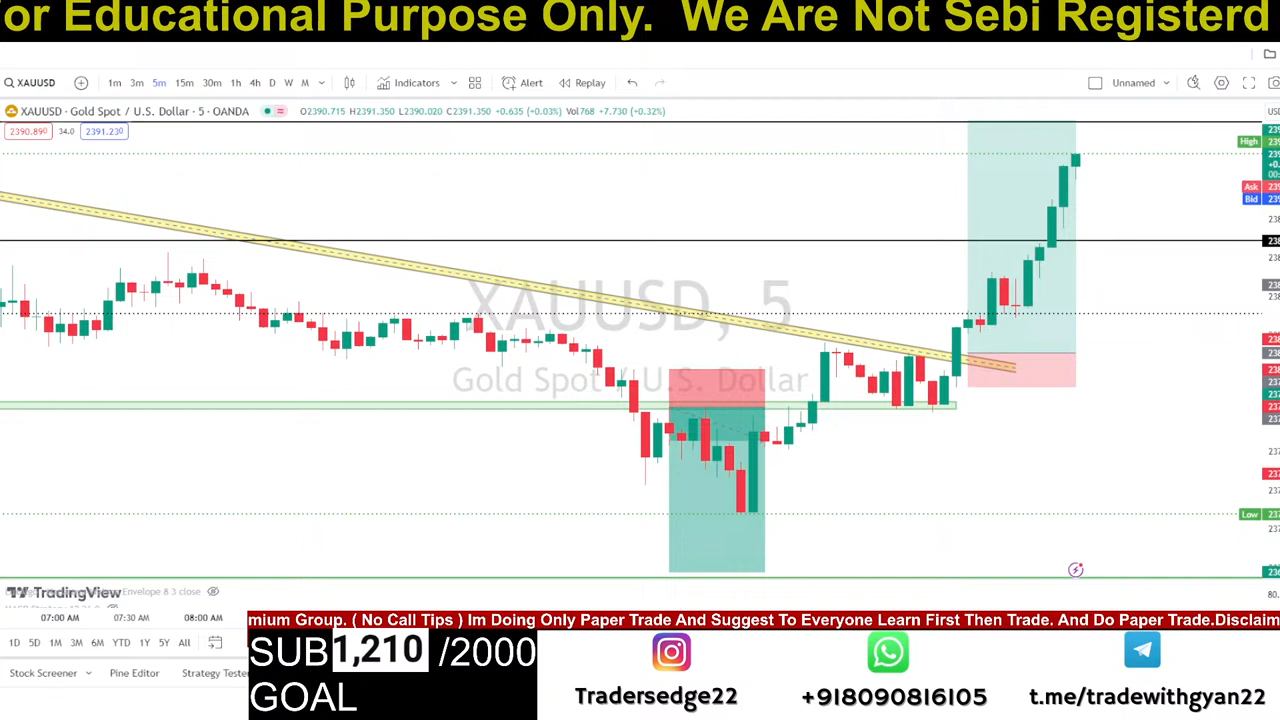 or Educational Purpose Only. We Are Not Sebi Registerd
XAUUSD 1m 3m 5m 15m 30m 1h 4h D W M Indicators Alert Replay Unnamed
XAUUSD · Gold Spot / U.S. Dollar · 5 · OANDA O2390.715 H2391.350 L2390.020 C2391.350 +0.635 (+0.03%) Vol768 +7.730 (+0.32%)
2390.890 34.0 2391.230
High
Ask
Bid
XAUUSD, 5
Gold Spot / U.S. Dollar
Low
TradingView
Envelope 8 3 close
80.
07:00 AM 07:30 AM 08:00 AM
mium Group. ( No Call Tips ) Im Doing Only Paper Trade And Suggest To Everyone Learn First Then Trade. And Do Paper Trade.Disclaim
1D 5D 1M 3M 6M YTD 1Y 5Y All
SUB 1,210 /2000
GOAL
Stock Screener Pine Editor Strategy Teste
Tradersedge22 +918090816105 t.me/tradewithgyan22